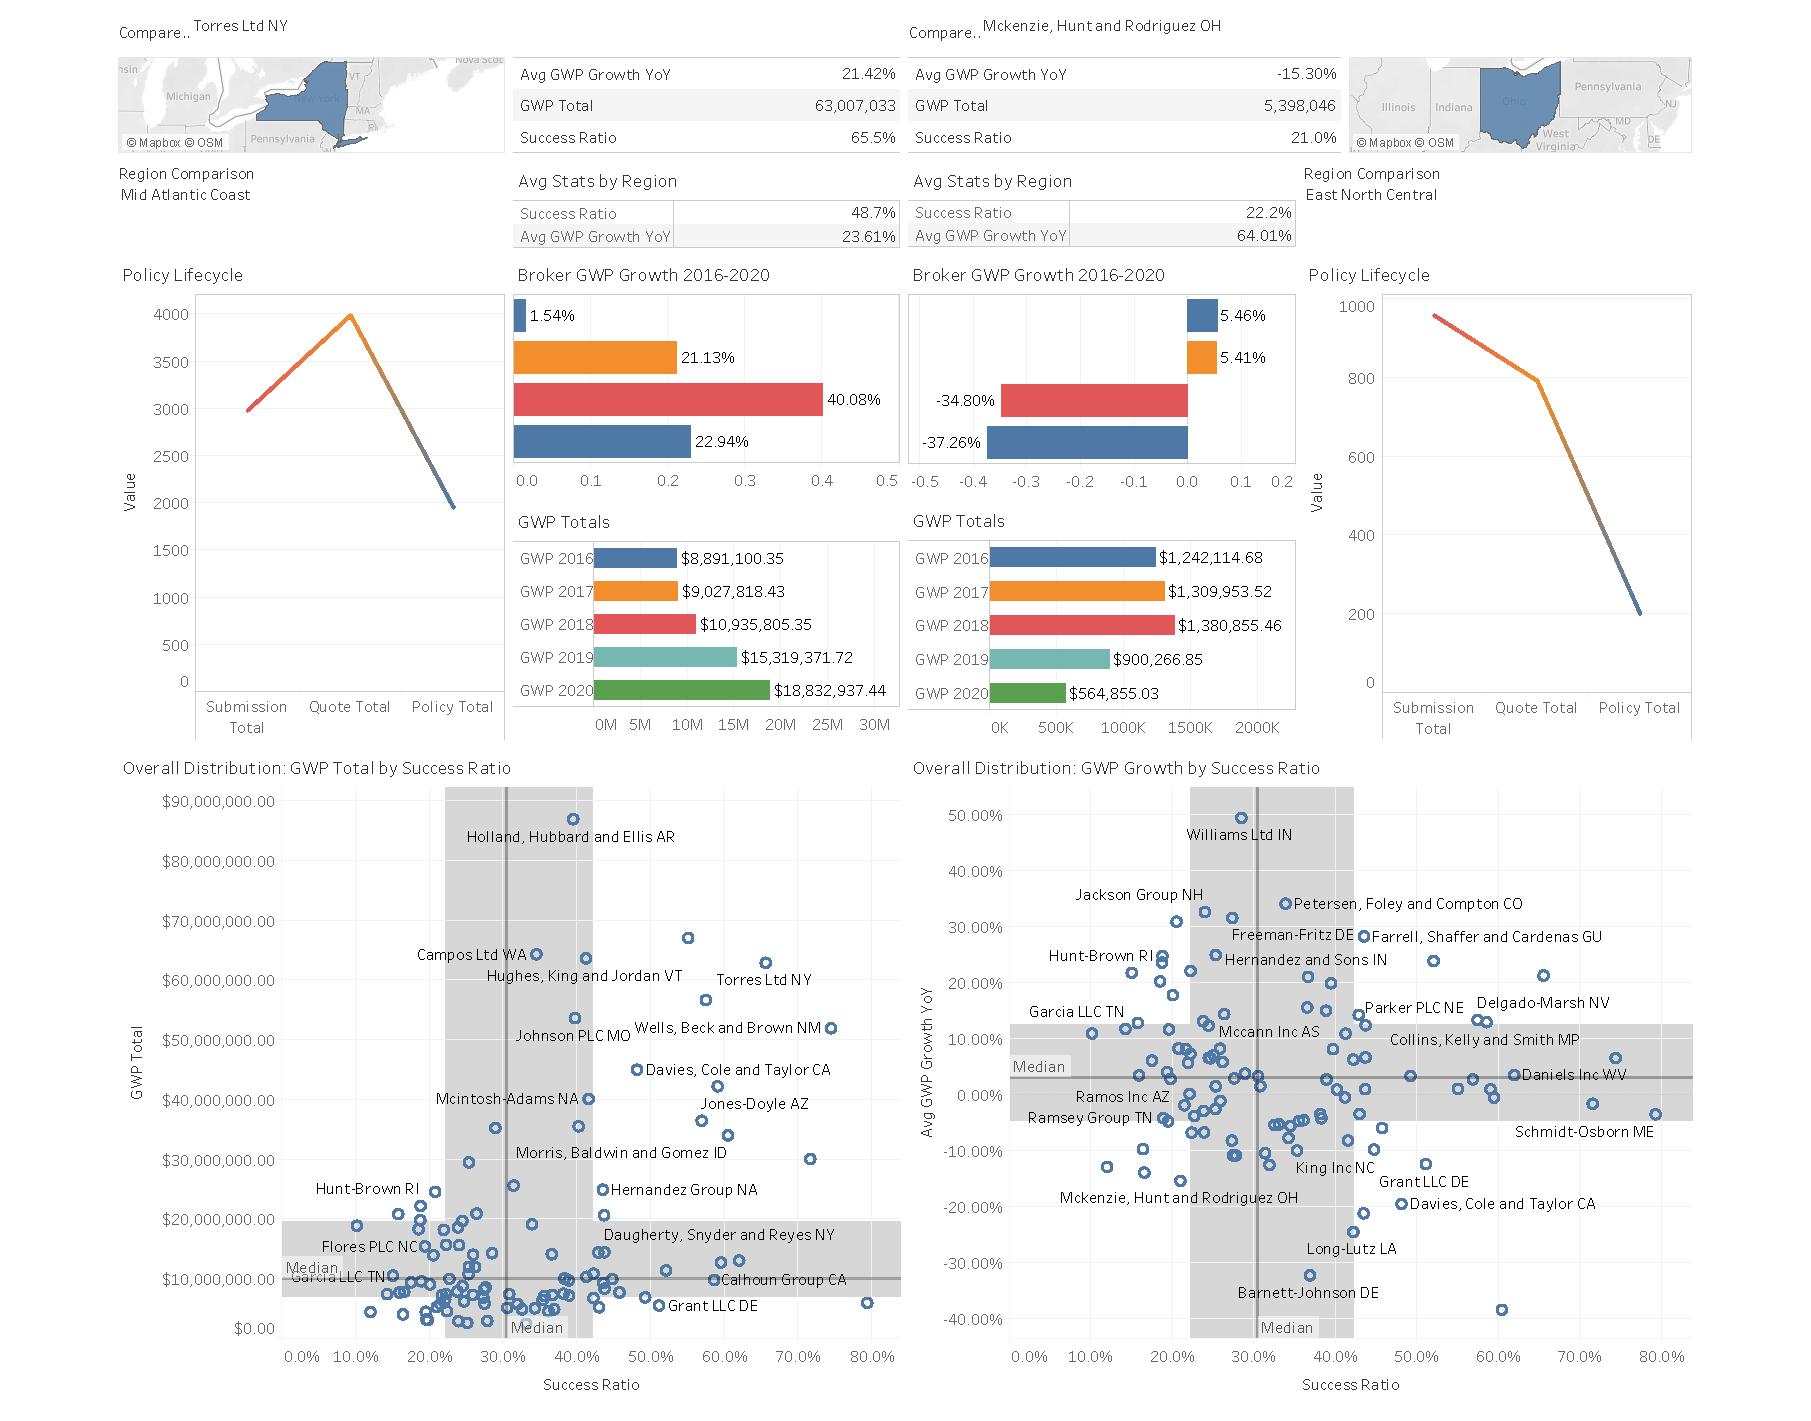 Compare.. Torres Ltd NY
Compare.. Mckenzie, Hunt and Rodriguez OH
Michigan
New York
VT
MA
RI
Pennsylvania
Nova Scot
© Mapbox © OSM
Avg GWP Growth YoY 21.42%
GWP Total 63,007,033
Success Ratio 65.5%
Avg GWP Growth YoY -15.30%
GWP Total 5,398,046
Success Ratio 21.0%
Illinois
Indiana
Ohio
Pennsylvania
NJ
MD
DE
West
Virginia
© Mapbox © OSM
Region Comparison
Mid Atlantic Coast
Avg Stats by Region
Success Ratio 48.7%
Avg GWP Growth YoY 23.61%
Avg Stats by Region
Success Ratio 22.2%
Avg GWP Growth YoY 64.01%
Region Comparison
East North Central
Policy Lifecycle
Value
4000
3500
3000
2500
2000
1500
1000
500
0
Submission Total
Quote Total
Policy Total
Broker GWP Growth 2016-2020
1.54%
21.13%
40.08%
22.94%
0.0 0.1 0.2 0.3 0.4 0.5
Broker GWP Growth 2016-2020
5.46%
5.41%
-34.80%
-37.26%
-0.5 -0.4 -0.3 -0.2 -0.1 0.0 0.1 0.2
Policy Lifecycle
Value
1000
800
600
400
200
0
Submission Total
Quote Total
Policy Total
GWP Totals
GWP 2016 $8,891,100.35
GWP 2017 $9,027,818.43
GWP 2018 $10,935,805.35
GWP 2019 $15,319,371.72
GWP 2020 $18,832,937.44
0M 5M 10M 15M 20M 25M 30M
GWP Totals
GWP 2016 $1,242,114.68
GWP 2017 $1,309,953.52
GWP 2018 $1,380,855.46
GWP 2019 $900,266.85
GWP 2020 $564,855.03
0K 500K 1000K 1500K 2000K
Overall Distribution: GWP Total by Success Ratio
GWP Total
$90,000,000.00
$80,000,000.00
$70,000,000.00
$60,000,000.00
$50,000,000.00
$40,000,000.00
$30,000,000.00
$20,000,000.00
$10,000,000.00
$0.00
Holland, Hubbard and Ellis AR
Campos Ltd WA
Hughes, King and Jordan VT
Torres Ltd NY
Johnson PLC MO
Wells, Beck and Brown NM
Davies, Cole and Taylor CA
Mcintosh-Adams NA
Jones-Doyle AZ
Morris, Baldwin and Gomez ID
Hunt-Brown RI
Hernandez Group NA
Daugherty, Snyder and Reyes NY
Flores PLC NC
Median
Garcia LLC TN
Calhoun Group CA
Grant LLC DE
Median
0.0% 10.0% 20.0% 30.0% 40.0% 50.0% 60.0% 70.0% 80.0%
Success Ratio
Overall Distribution: GWP Growth by Success Ratio
Avg GWP Growth YoY
50.00%
40.00%
30.00%
20.00%
10.00%
0.00%
-10.00%
-20.00%
-30.00%
-40.00%
Williams Ltd IN
Jackson Group NH
Petersen, Foley and Compton CO
Freeman-Fritz DE
Farrell, Shaffer and Cardenas GU
Hunt-Brown RI
Hernandez and Sons IN
Delgado-Marsh NV
Garcia LLC TN
Parker PLC NE
Mccann Inc AS
Collins, Kelly and Smith MP
Median
Daniels Inc WV
Ramos Inc AZ
Ramsey Group TN
Schmidt-Osborn ME
King Inc NC
Grant LLC DE
Mckenzie, Hunt and Rodriguez OH
Davies, Cole and Taylor CA
Long-Lutz LA
Barnett-Johnson DE
Median
0.0% 10.0% 20.0% 30.0% 40.0% 50.0% 60.0% 70.0% 80.0%
Success Ratio